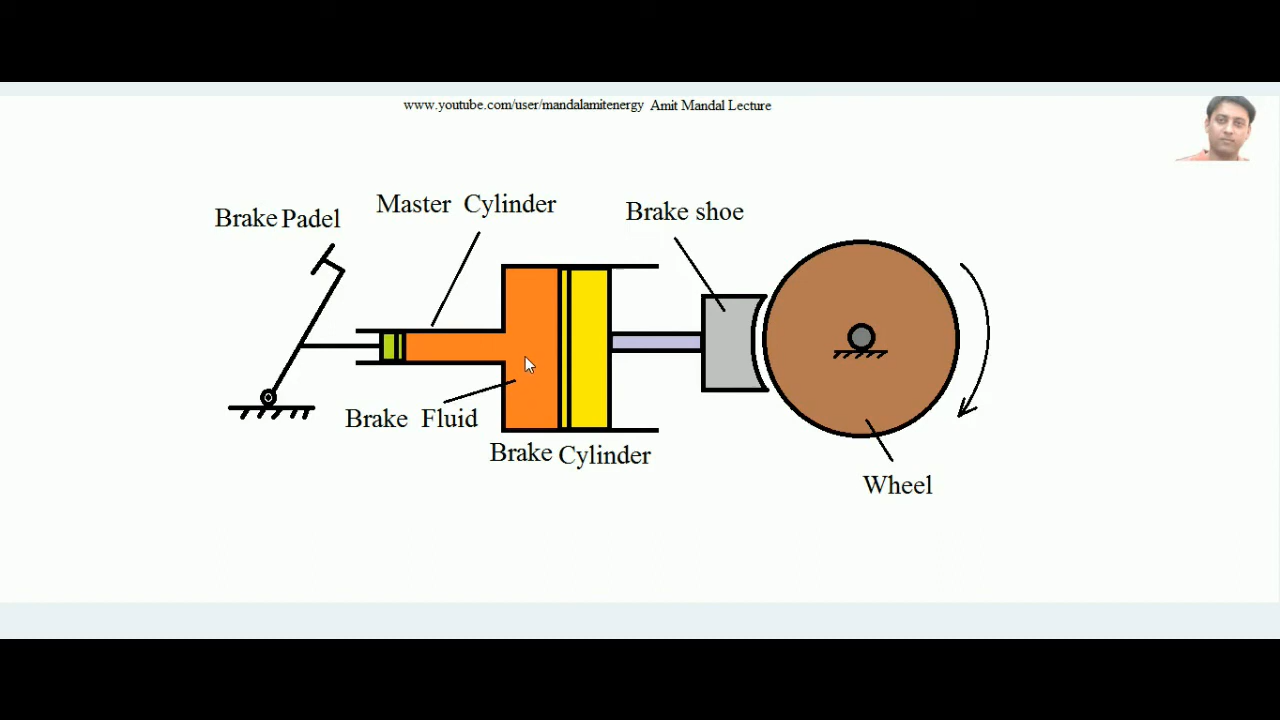 www.youtube.com/user/mandalamitenergy Amit Mandal Lecture
Brake Padel
Master Cylinder
Brake shoe
Brake Fluid
Brake Cylinder
Wheel